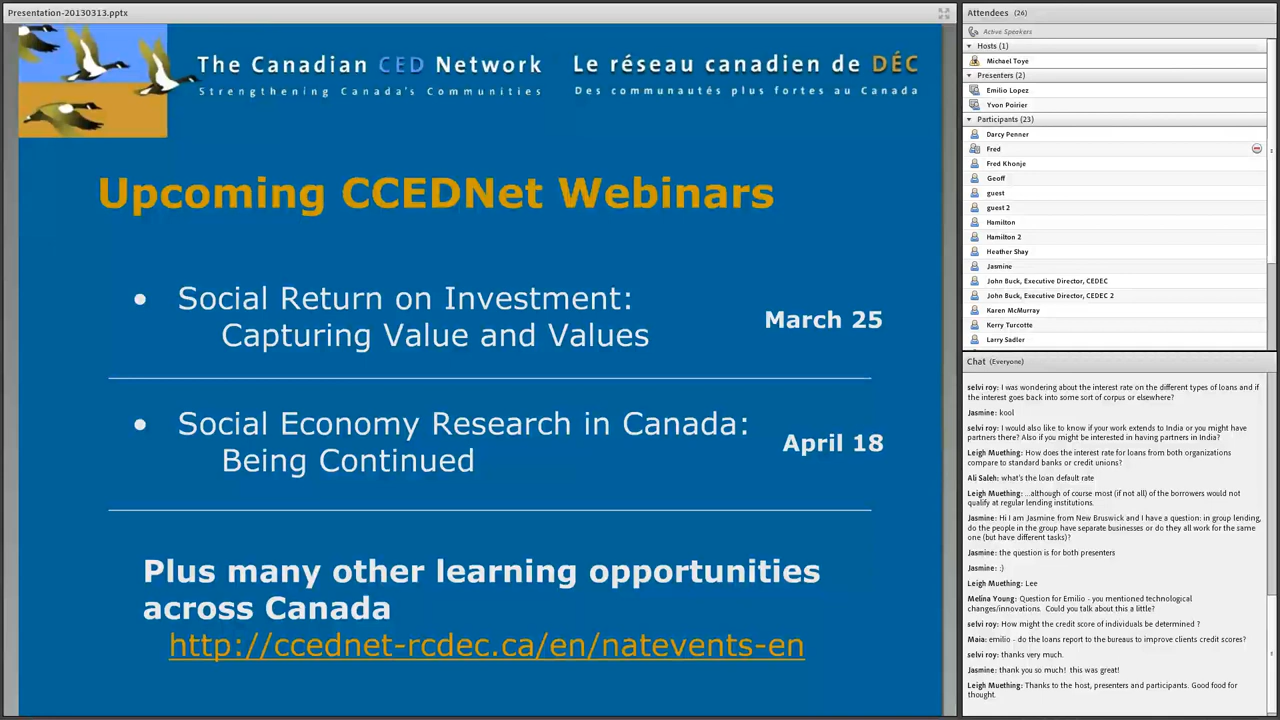 Presentation-20130313.pptx
The Canadian CED Network
Strengthening Canada's Communities
Le réseau canadien de DÉC
Des communautés plus fortes au Canada
Upcoming CCEDNet Webinars
• Social Return on Investment:
Capturing Value and Values
March 25
• Social Economy Research in Canada:
Being Continued
April 18
Plus many other learning opportunities
across Canada
http://ccednet-rcdec.ca/en/natevents-en
Attendees (26)
Active Speakers
Hosts (1)
Michael Toye
Presenters (2)
Emilio Lopez
Yvon Poirier
Participants (23)
Darcy Penner
Fred
Fred Khonje
Geoff
guest
guest 2
Hamilton
Hamilton 2
Heather Shay
Jasmine
John Buck, Executive Director, CEDEC
John Buck, Executive Director, CEDEC 2
Karen McMurray
Kerry Turcotte
Larry Sadler
Chat (Everyone)
selvi roy: I was wondering about the interest rate on the different types of loans and if
the interest goes back into some sort of corpus or elsewhere?
Jasmine: kool
selvi roy: I would also like to know if your work extends to India or you might have
partners there? Also if you might be interested in having partners in India?
Leigh Muething: How does the interest rate for loans from both organizations
compare to standard banks or credit unions?
Ali Saleh: what's the loan default rate
Leigh Muething: ...although of course most (if not all) of the borrowers would not
qualify at regular lending institutions.
Jasmine: Hi I am Jasmine from New Bruswick and I have a question: in group lending,
do the people in the group have separate businesses or do they all work for the same
one (but have different tasks)?
Jasmine: the question is for both presenters
Jasmine: :)
Leigh Muething: Lee
Melina Young: Question for Emilio - you mentioned technological
changes/innovations. Could you talk about this a little?
selvi roy: How might the credit score of individuals be determined ?
Maia: emilio - do the loans report to the bureaus to improve clients credit scores?
selvi roy: thanks very much.
Jasmine: thank you so much! this was great!
Leigh Muething: Thanks to the host, presenters and participants. Good food for
thought.